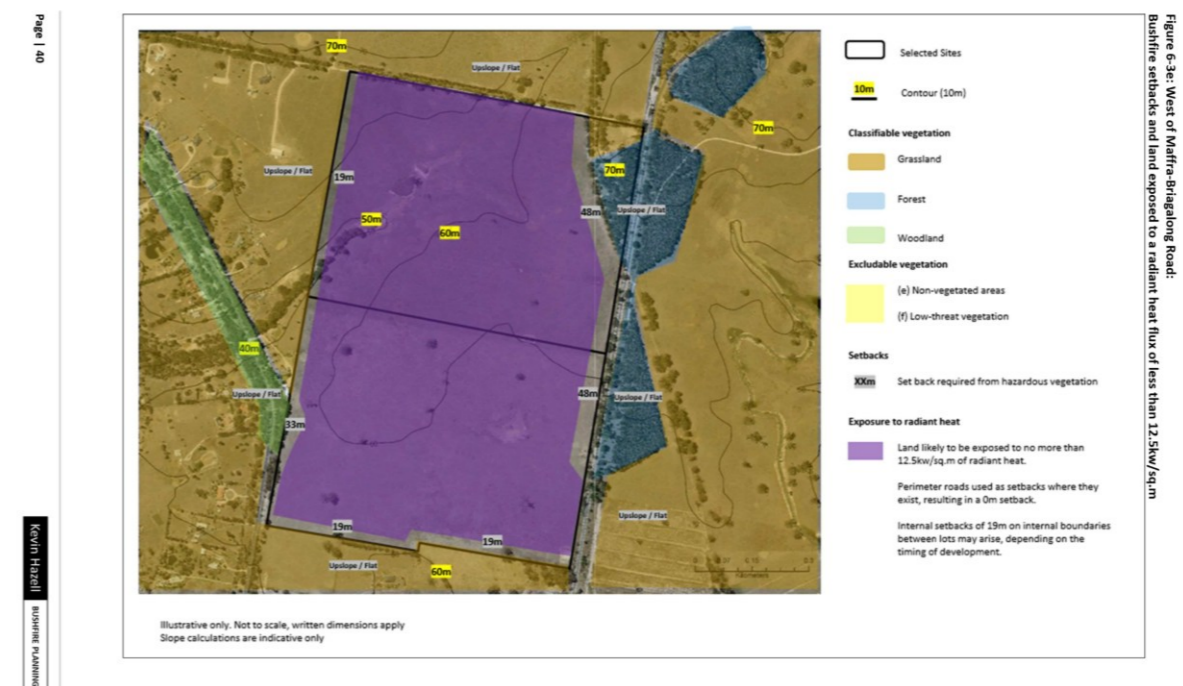 Figure 6-3e: West of Maffra-Briagalong Road:
Bushfire setbacks and land exposed to a radiant heat flux of less than 12.5kw/sq.m
70m
Upslope / Flat
70m
Upslope / Flat
19m
70m
48m
Upslope / Flat
50m
60m
40m
Upslope / Flat
48m
Upslope / Flat
33m
19m
19m
Upslope / Flat
Upslope / Flat
60m
Kilometers
Selected Sites
10m
Contour (10m)
Classifiable vegetation
Grassland
Forest
Woodland
Excludable vegetation
(e) Non-vegetated areas
(f) Low-threat vegetation
Setbacks
XXm
Set back required from hazardous vegetation
Exposure to radiant heat
Land likely to be exposed to no more than
12.5kw/sq.m of radiant heat.
Perimeter roads used as setbacks where they
exist, resulting in a 0m setback.
Internal setbacks of 19m on internal boundaries
between lots may arise, depending on the
timing of development.
Illustrative only. Not to scale, written dimensions apply
Slope calculations are indicative only
Page | 40
Kevin Hazell
BUSHFIRE PLANNING